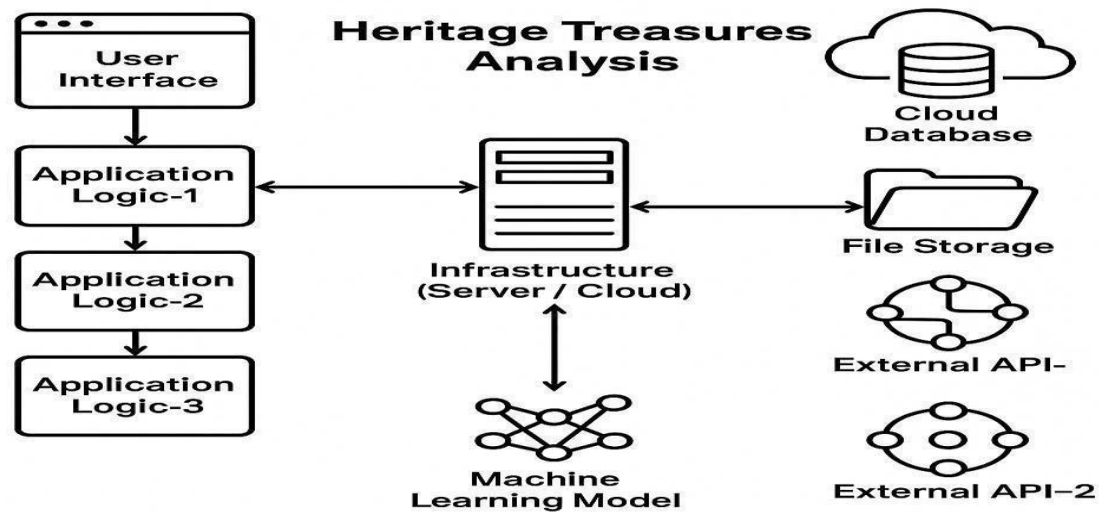 Heritage Treasures
Analysis
User
Interface
Application
Logic-1
Application
Logic-2
Application
Logic-3
Infrastructure
(Server / Cloud)
Machine
Learning Model
Cloud
Database
File Storage
External API-
External API–2